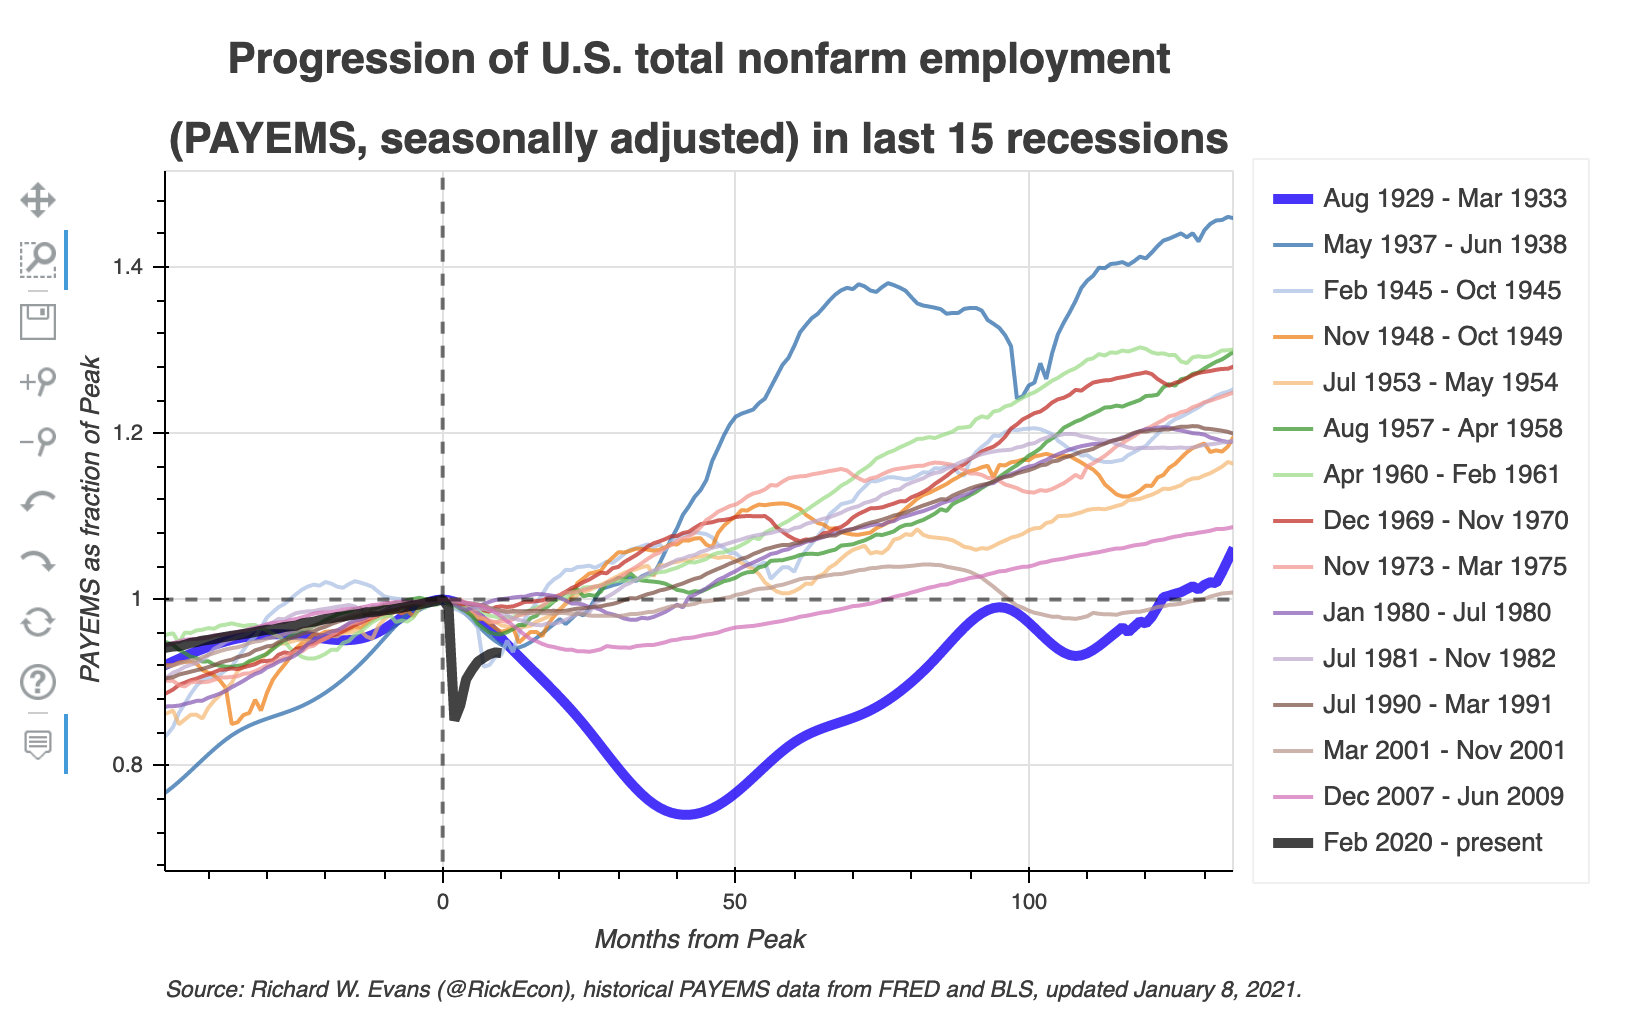 Progression of U.S. total nonfarm employment
(PAYEMS, seasonally adjusted) in last 15 recessions
PAYEMS as fraction of Peak
1.4
1.2
1
0.8
0
50
100
Months from Peak
Aug 1929 - Mar 1933
May 1937 - Jun 1938
Feb 1945 - Oct 1945
Nov 1948 - Oct 1949
Jul 1953 - May 1954
Aug 1957 - Apr 1958
Apr 1960 - Feb 1961
Dec 1969 - Nov 1970
Nov 1973 - Mar 1975
Jan 1980 - Jul 1980
Jul 1981 - Nov 1982
Jul 1990 - Mar 1991
Mar 2001 - Nov 2001
Dec 2007 - Jun 2009
Feb 2020 - present
Source: Richard W. Evans (@RickEcon), historical PAYEMS data from FRED and BLS, updated January 8, 2021.